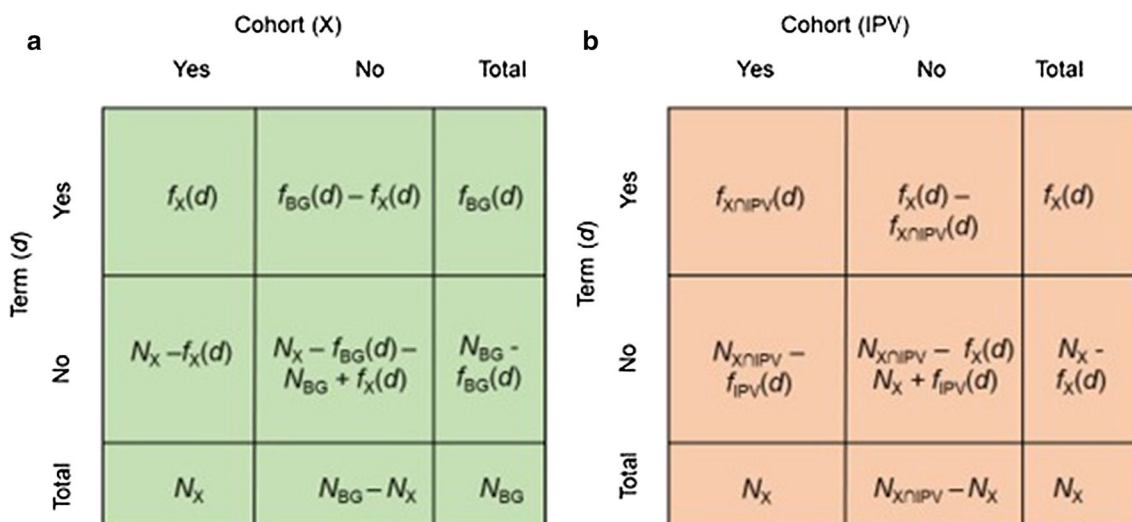 a
Cohort (X)
Yes No Total
Term (d)
Yes
fX(d)
fBG(d) – fX(d)
fBG(d)
No
NX –fX(d)
NX – fBG(d) –
NBG + fX(d)
NBG -
fBG(d)
Total
NX
NBG – NX
NBG
b
Cohort (IPV)
Yes No Total
Term (d)
Yes
fX∩IPV(d)
fX(d) –
fX∩IPV(d)
fX(d)
No
NX∩IPV –
fIPV(d)
NX∩IPV – fX(d)
NX + fIPV(d)
NX -
fX(d)
Total
NX
NX∩IPV – NX
NX